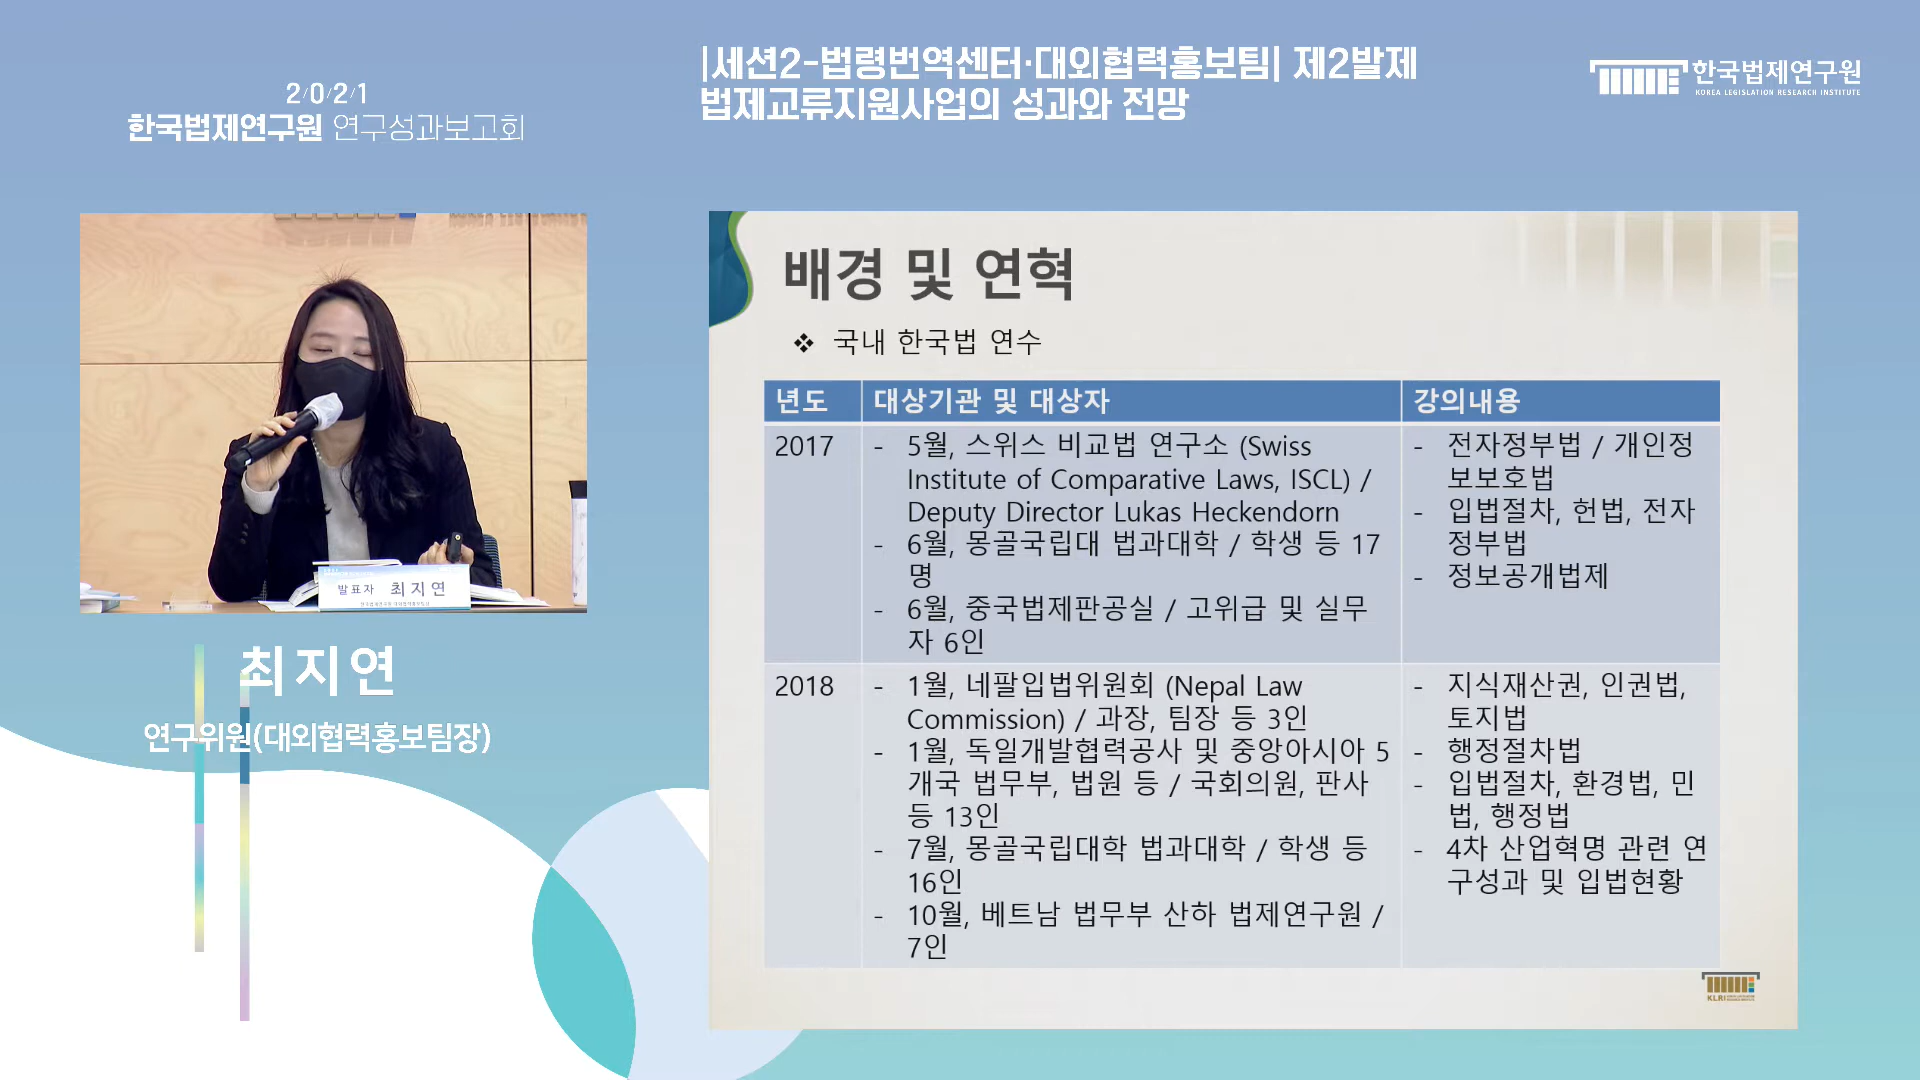 2/0/2/1
한국법제연구원 연구성과보고회
|세션2-법령번역센터·대외협력홍보팀| 제2발제
법제교류지원사업의 성과와 전망
한국법제연구원
KOREA LEGISLATION RESEARCH INSTITUTE
발표자 최지연
최지연
연구위원(대외협력홍보팀장)
배경 및 연혁
❖ 국내 한국법 연수
년도 대상기관 및 대상자 강의내용
2017
- 5월, 스위스 비교법 연구소 (Swiss
Institute of Comparative Laws, ISCL) /
Deputy Director Lukas Heckendorn
- 6월, 몽골국립대 법과대학 / 학생 등 17
명
- 6월, 중국법제판공실 / 고위급 및 실무
자 6인
- 전자정부법 / 개인정
보보호법
- 입법절차, 헌법, 전자
정부법
- 정보공개법제
2018
- 1월, 네팔입법위원회 (Nepal Law
Commission) / 과장, 팀장 등 3인
- 1월, 독일개발협력공사 및 중앙아시아 5
개국 법무부, 법원 등 / 국회의원, 판사
등 13인
- 7월, 몽골국립대학 법과대학 / 학생 등
16인
- 10월, 베트남 법무부 산하 법제연구원 /
7인
- 지식재산권, 인권법,
토지법
- 행정절차법
- 입법절차, 환경법, 민
법, 행정법
- 4차 산업혁명 관련 연
구성과 및 입법현황
KLRI